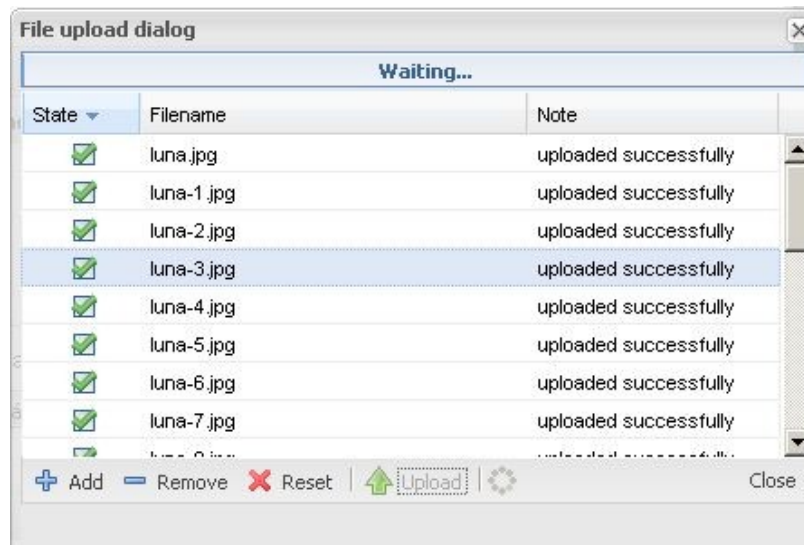 File upload dialog
Waiting...
State Filename Note
luna.jpg uploaded successfully
luna-1.jpg uploaded successfully
luna-2.jpg uploaded successfully
luna-3.jpg uploaded successfully
luna-4.jpg uploaded successfully
luna-5.jpg uploaded successfully
luna-6.jpg uploaded successfully
luna-7.jpg uploaded successfully
Add Remove Reset Upload Close